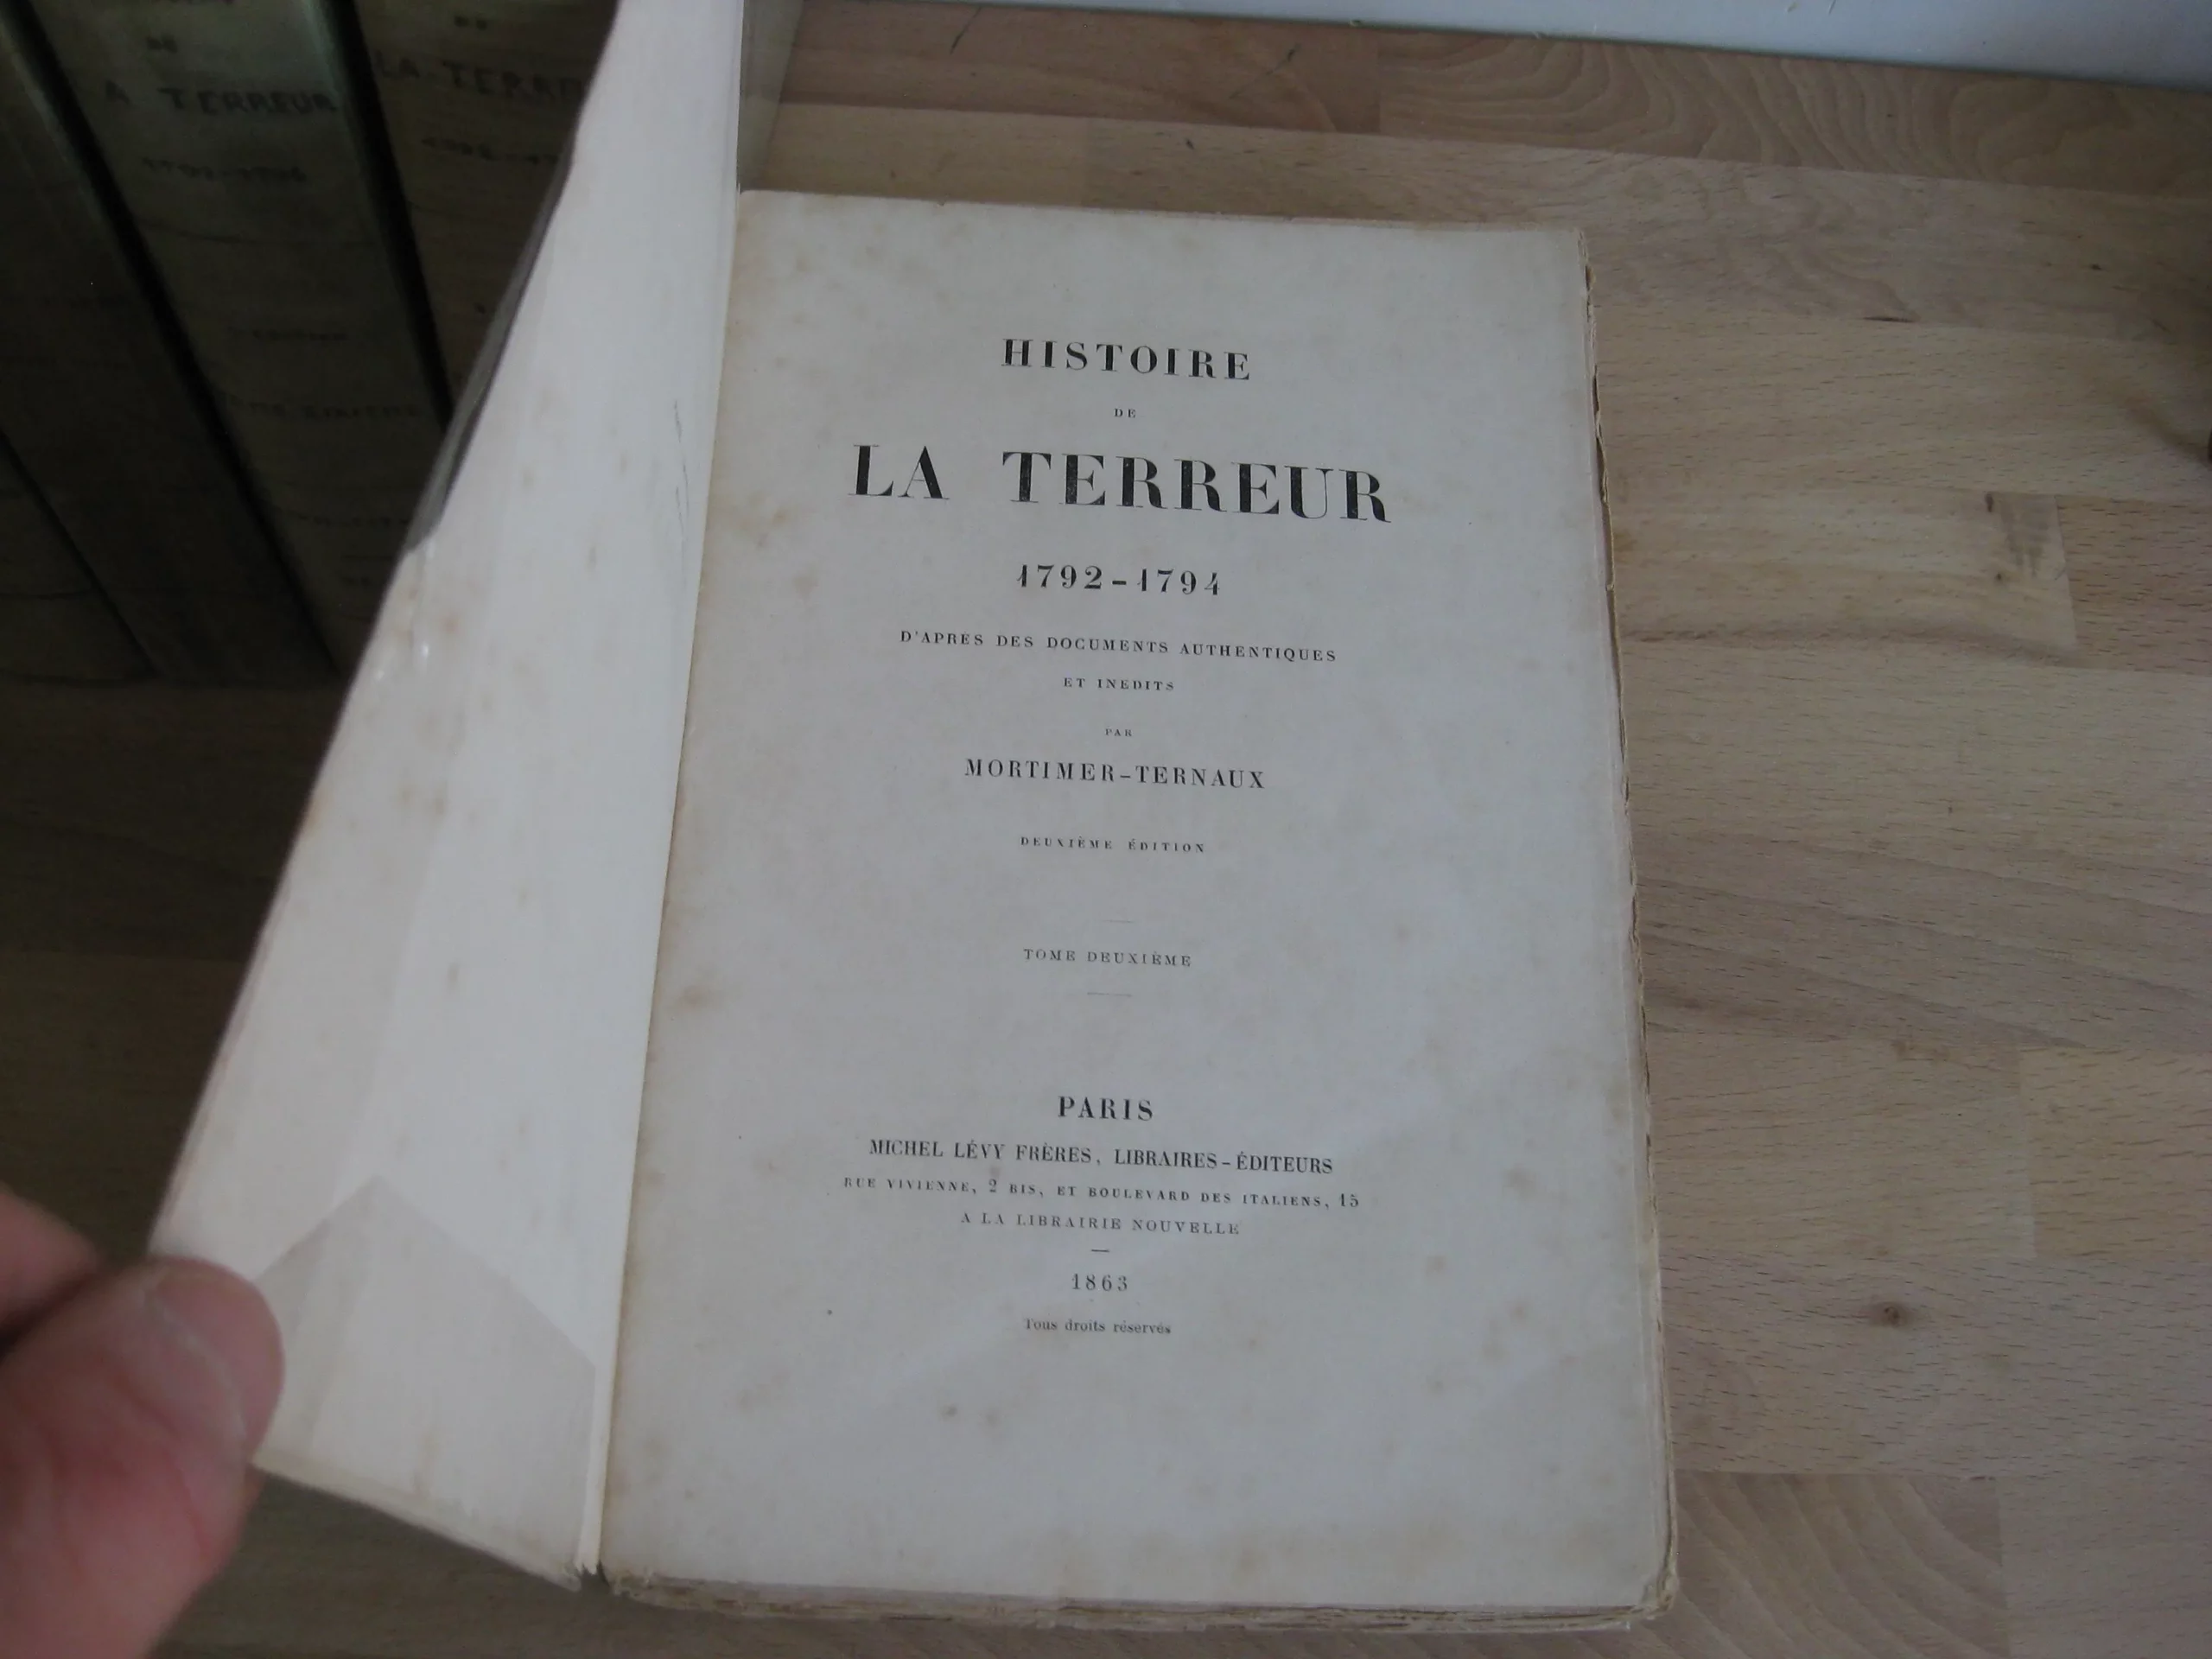 HISTOIRE
DE
LA TERREUR
1792-1794
D'APRES DES DOCUMENTS AUTHENTIQUES
ET INEDITS
PAR
MORTIMER-TERNAUX
DEUXIÈME ÉDITION
TOME DEUXIÈME
PARIS
MICHEL LÉVY FRÈRES, LIBRAIRES-ÉDITEURS
RUE VIVIENNE, 2 BIS, ET BOULEVARD DES ITALIENS, 15
A LA LIBRAIRIE NOUVELLE
1863
Tous droits réservés
A TERREUR
LA